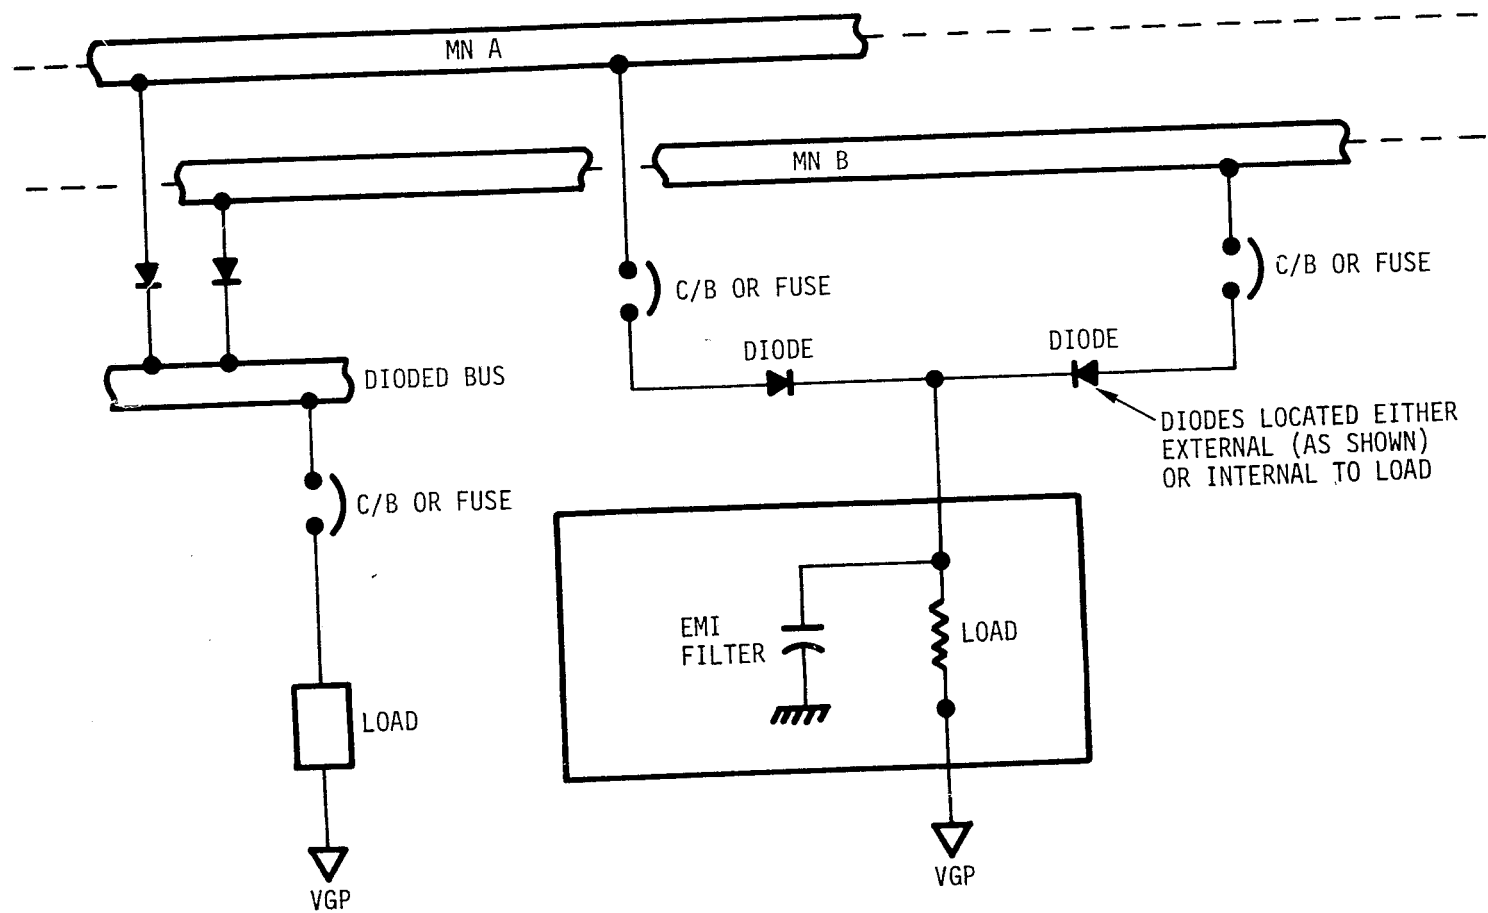 MN A
MN B
C/B OR FUSE
C/B OR FUSE
DIODE
DIODE
DIODED BUS
DIODES LOCATED EITHER
EXTERNAL (AS SHOWN)
OR INTERNAL TO LOAD
C/B OR FUSE
EMI
FILTER
LOAD
LOAD
VGP
VGP